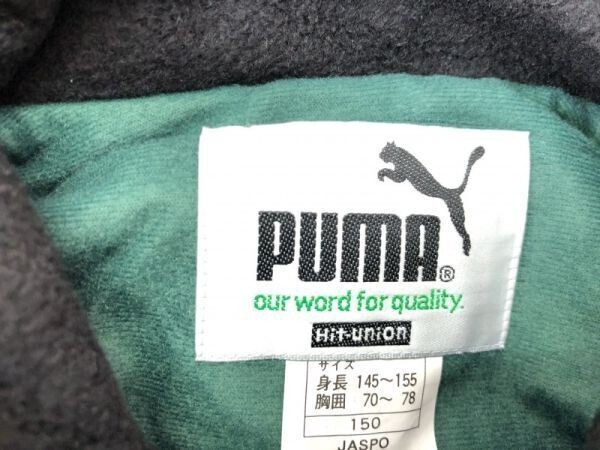 PUMA®
our word for quality.
Hit-union
サイズ
身長 145～155
胸囲 70～ 78
150
JASPO